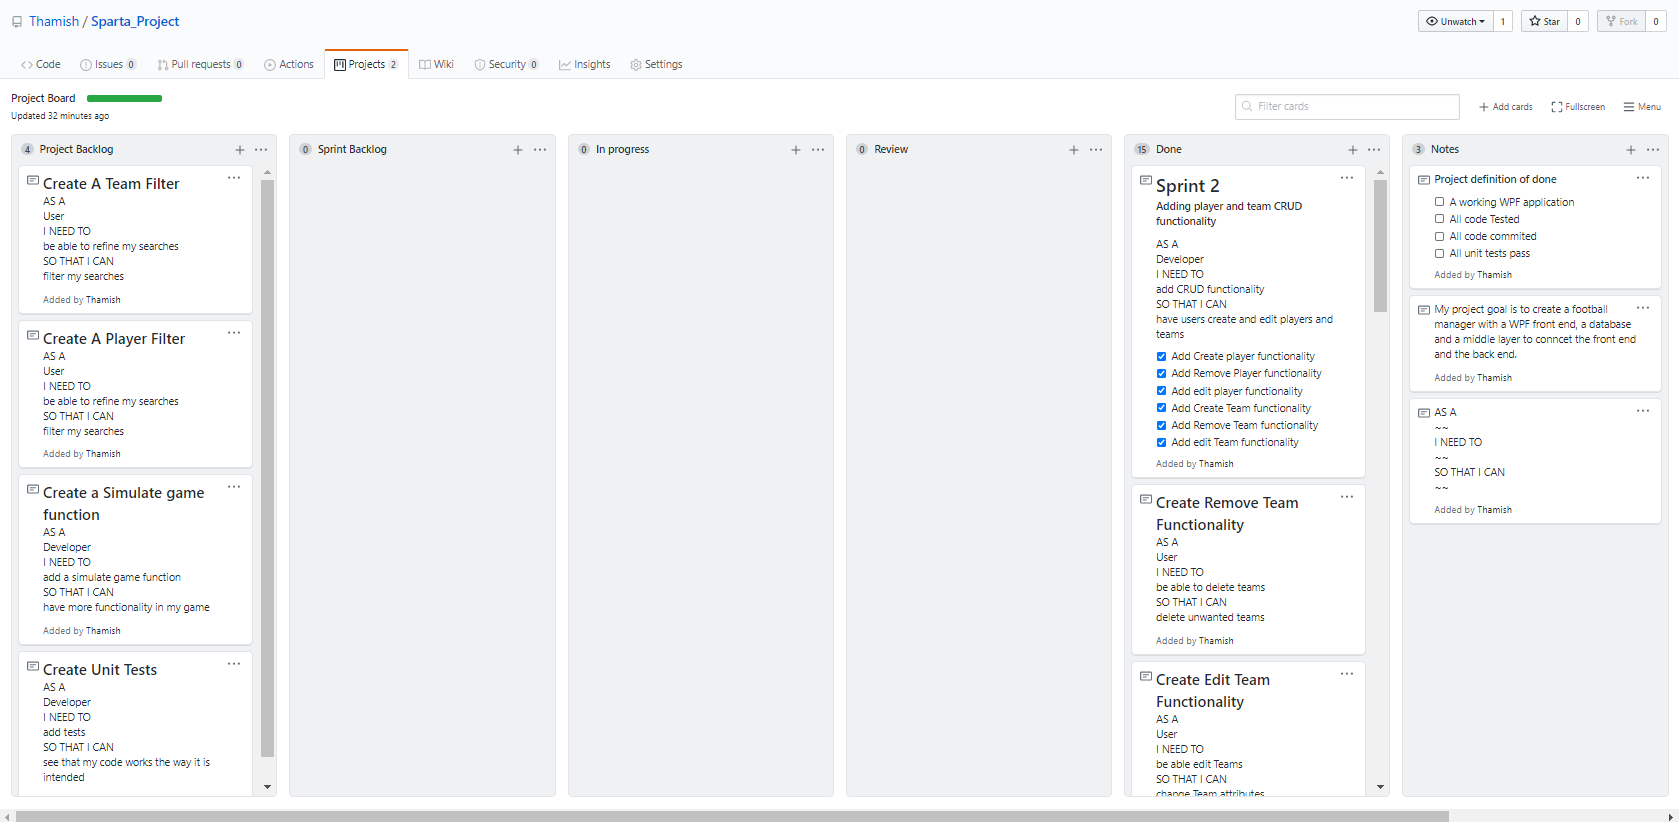 Thamish / Sparta_Project
Unwatch 1
Star 0
Fork 0
Code
Issues 0
Pull requests 0
Actions
Projects 2
Wiki
Security 0
Insights
Settings
Project Board
Updated 32 minutes ago
Filter cards
Add cards
Fullscreen
Menu
4 Project Backlog
Create A Team Filter
AS A
User
I NEED TO
be able to refine my searches
SO THAT I CAN
filter my searches
Added by Thamish
Create A Player Filter
AS A
User
I NEED TO
be able to refine my searches
SO THAT I CAN
filter my searches
Added by Thamish
Create a Simulate game
function
AS A
Developer
I NEED TO
add a simulate game function
SO THAT I CAN
have more functionality in my game
Added by Thamish
Create Unit Tests
AS A
Developer
I NEED TO
add tests
SO THAT I CAN
see that my code works the way it is
intended
0 Sprint Backlog
0 In progress
0 Review
15 Done
Sprint 2
Adding player and team CRUD
functionality
AS A
Developer
I NEED TO
add CRUD functionality
SO THAT I CAN
have users create and edit players and
teams
Add Create player functionality
Add Remove Player functionality
Add edit player functionality
Add Create Team functionality
Add Remove Team functionality
Add edit Team functionality
Added by Thamish
Create Remove Team
Functionality
AS A
User
I NEED TO
be able to delete teams
SO THAT I CAN
delete unwanted teams
Added by Thamish
Create Edit Team
Functionality
AS A
User
I NEED TO
be able edit Teams
SO THAT I CAN
change Team attributes
3 Notes
Project definition of done
A working WPF application
All code Tested
All code commited
All unit tests pass
Added by Thamish
My project goal is to create a football
manager with a WPF front end, a database
and a middle layer to conncet the front end
and the back end.
Added by Thamish
AS A
~~
I NEED TO
~~
SO THAT I CAN
~~
Added by Thamish